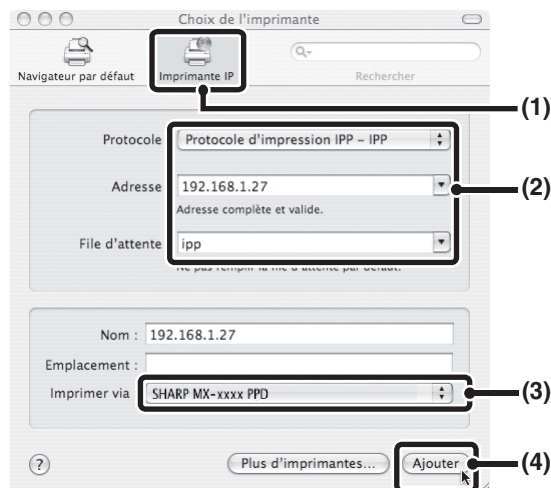 Choix de l'imprimante
Navigateur par défaut
Imprimante IP
Rechercher
(1)
Protocole Protocole d'impression IPP – IPP
Adresse 192.168.1.27
(2)
Adresse complète et valide.
File d'attente ipp
Ne pas remplir la file d'attente par défaut.
Nom : 192.168.1.27
Emplacement :
Imprimer via SHARP MX-xxxx PPD
(3)
? Plus d'imprimantes... Ajouter
(4)